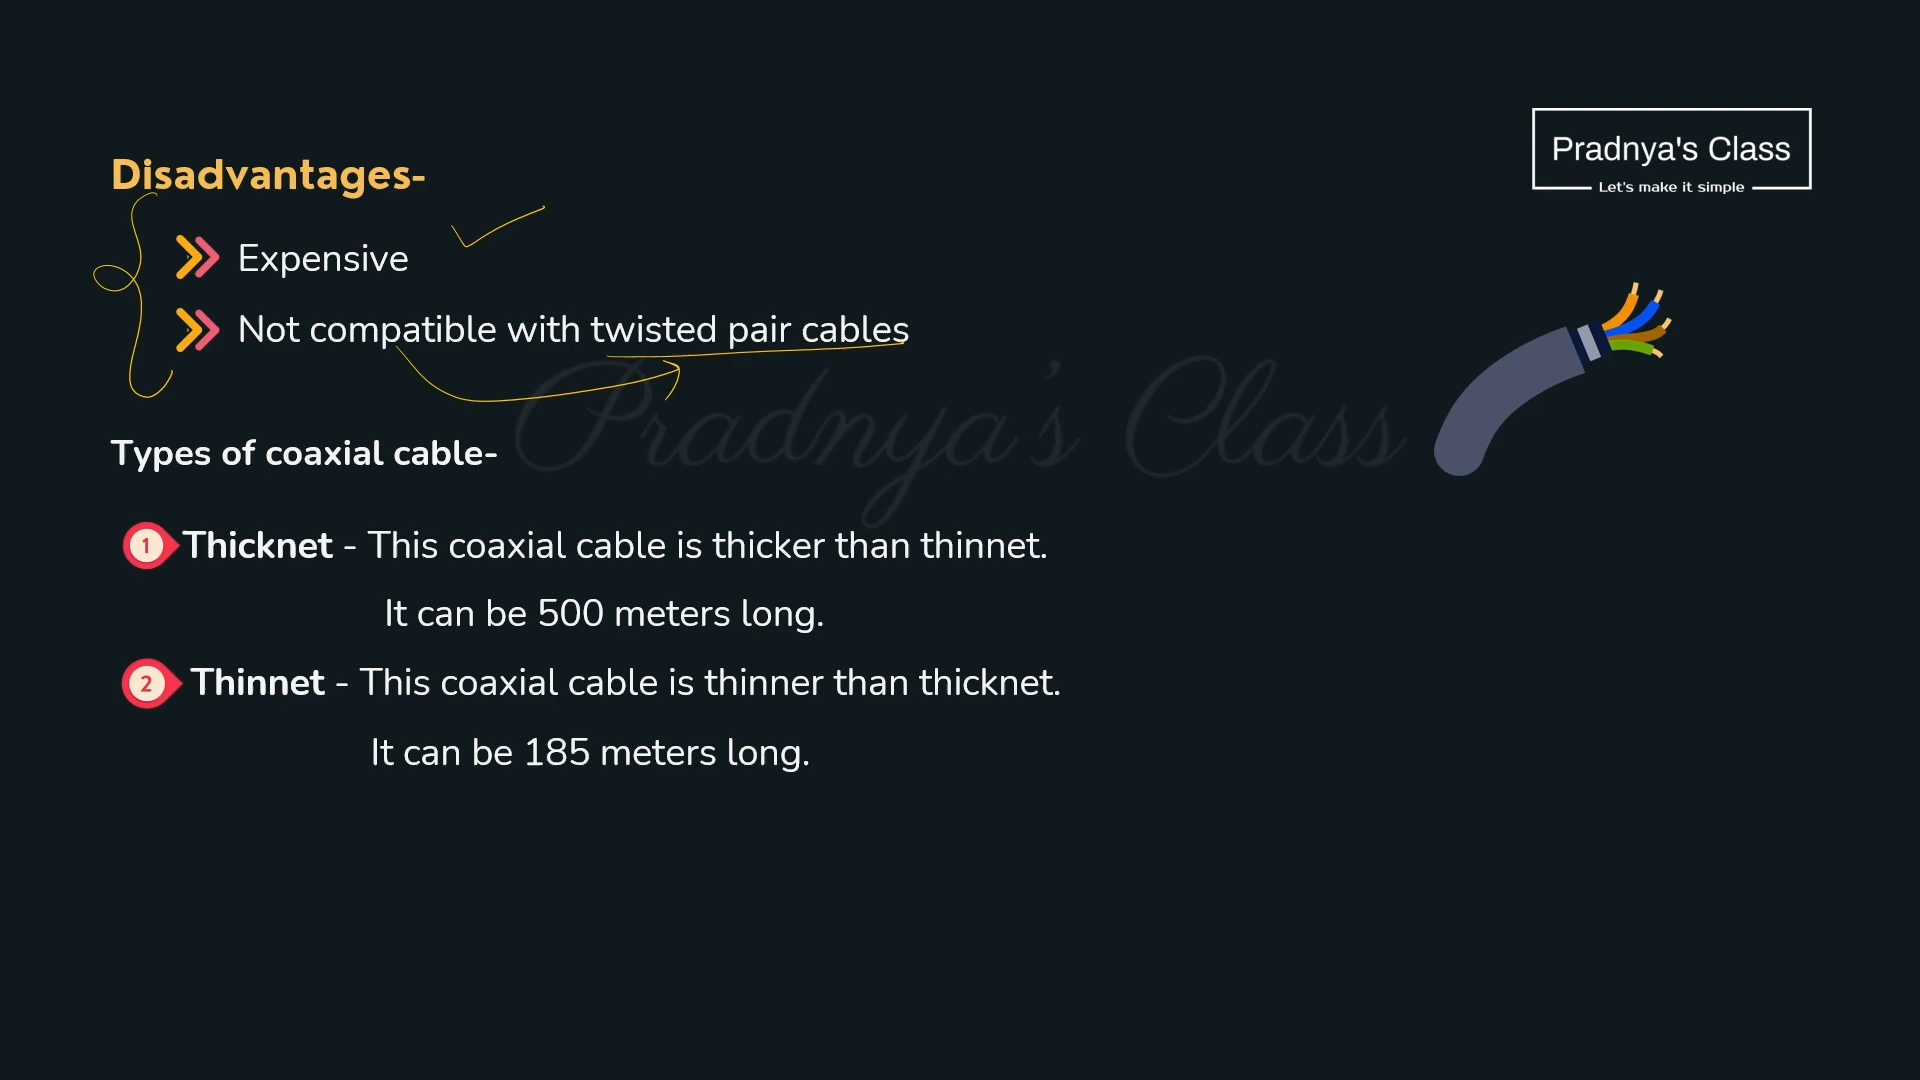 Pradnya's Class
Let's make it simple
Disadvantages-
Expensive
Not compatible with twisted pair cables
Pradnya's Class
Types of coaxial cable-
1 Thicknet - This coaxial cable is thicker than thinnet.
It can be 500 meters long.
2 Thinnet - This coaxial cable is thinner than thicknet.
It can be 185 meters long.